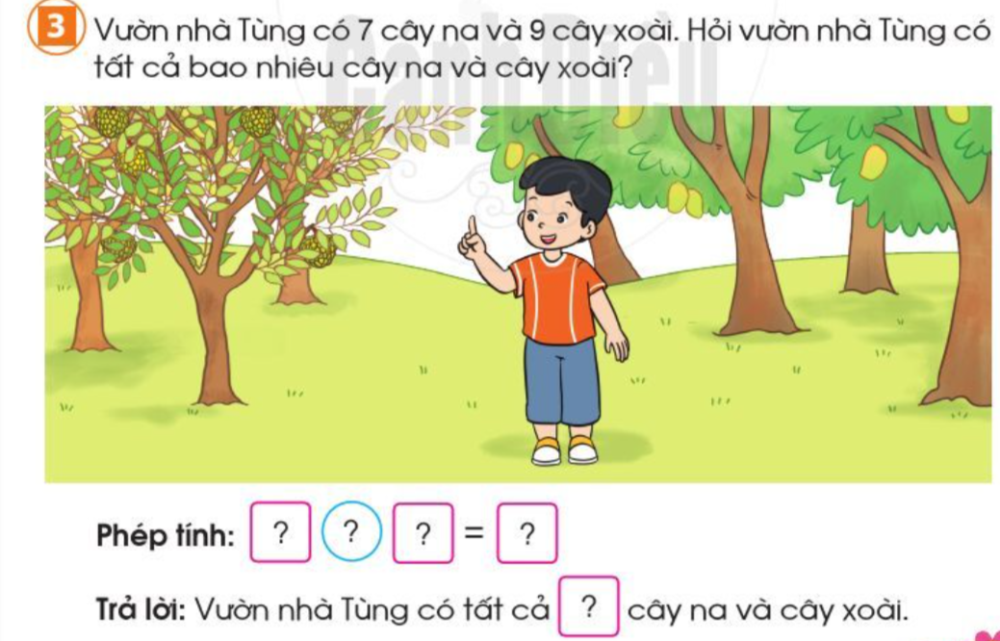 3 Vườn nhà Tùng có 7 cây na và 9 cây xoài. Hỏi vườn nhà Tùng có
tất cả bao nhiêu cây na và cây xoài?
Cánh Diều
Phép tính: ? ? ? = ?
Trả lời: Vườn nhà Tùng có tất cả ? cây na và cây xoài.